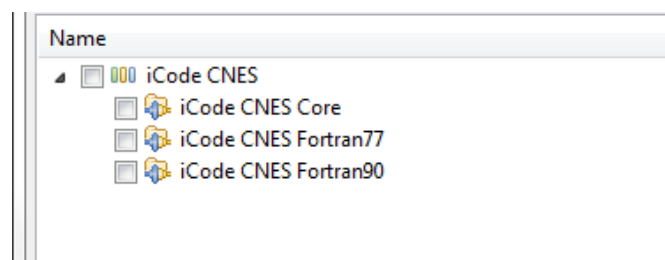 Name
iCode CNES
iCode CNES Core
iCode CNES Fortran77
iCode CNES Fortran90